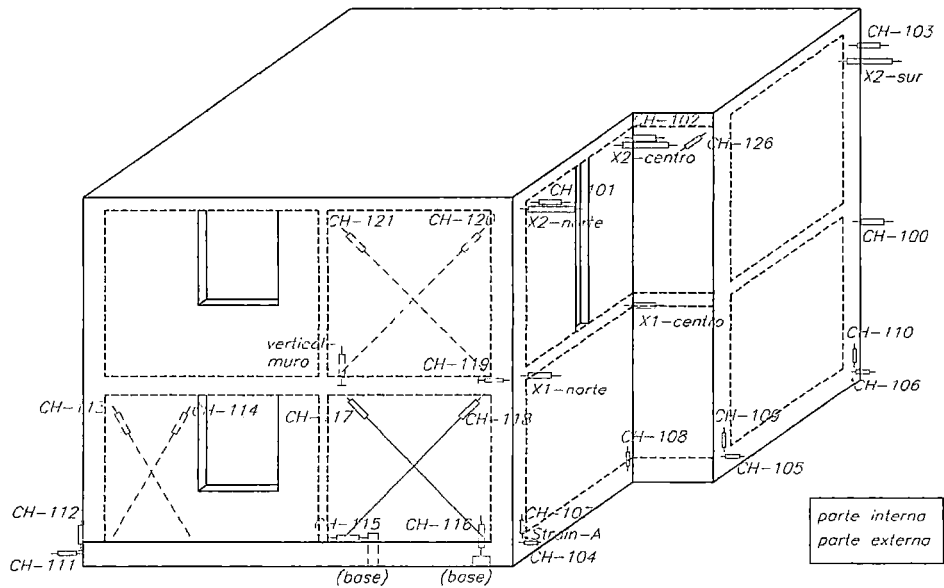 CH-103
X2-sur
CH-102
X2-centro
CH-126
CH-101
X2-norte
CH-121
CH-120
CH-100
X1-centro
vertical-
muro
CH-119
X1-norte
CH-110
CH-106
CH-113
CH-114
CH-117
CH-118
CH-109
CH-108
CH-105
CH-112
CH-115
CH-116
CH-107
Strain-A
CH-104
CH-111
(base)
(base)
parte interna
parte externa